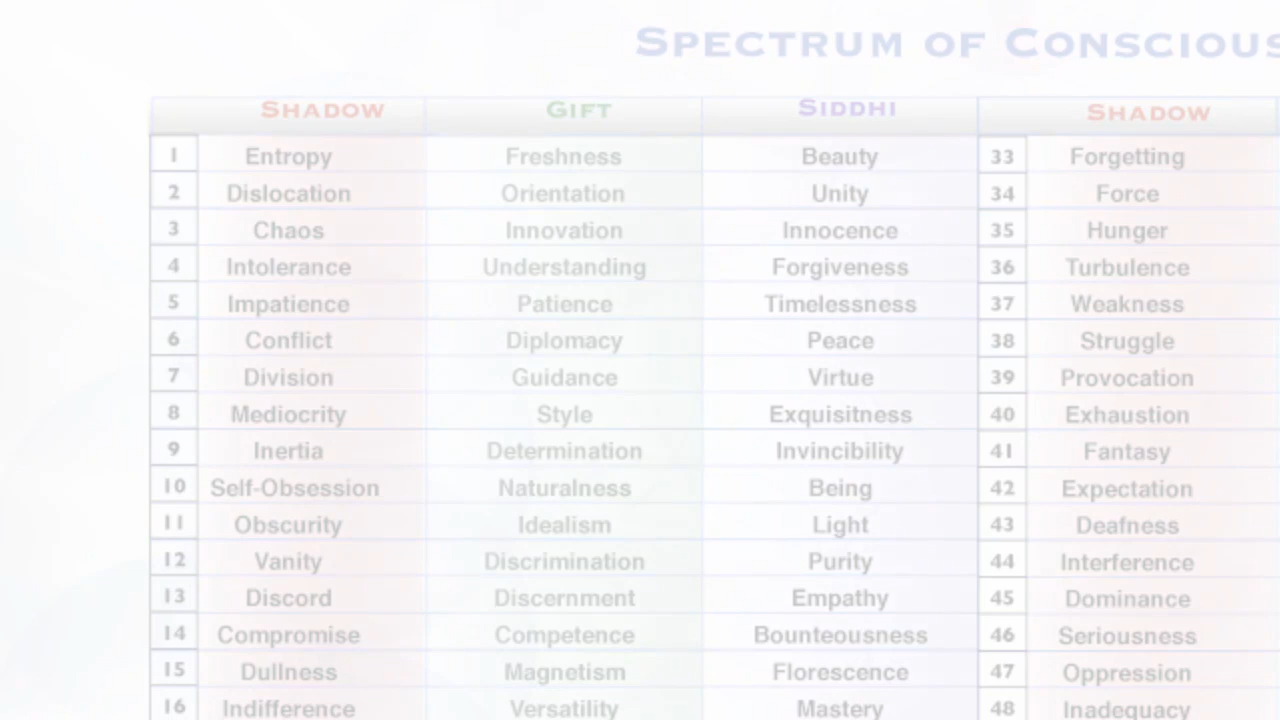 SPECTRUM OF CONSCIOUS
SHADOW GIFT SIDDHI SHADOW
1 Entropy Freshness Beauty 33 Forgetting
2 Dislocation Orientation Unity 34 Force
3 Chaos Innovation Innocence 35 Hunger
4 Intolerance Understanding Forgiveness 36 Turbulence
5 Impatience Patience Timelessness 37 Weakness
6 Conflict Diplomacy Peace 38 Struggle
7 Division Guidance Virtue 39 Provocation
8 Mediocrity Style Exquisitness 40 Exhaustion
9 Inertia Determination Invincibility 41 Fantasy
10 Self-Obsession Naturalness Being 42 Expectation
11 Obscurity Idealism Light 43 Deafness
12 Vanity Discrimination Purity 44 Interference
13 Discord Discernment Empathy 45 Dominance
14 Compromise Competence Bounteousness 46 Seriousness
15 Dullness Magnetism Florescence 47 Oppression
16 Indifference Versatility Mastery 48 Inadequacy